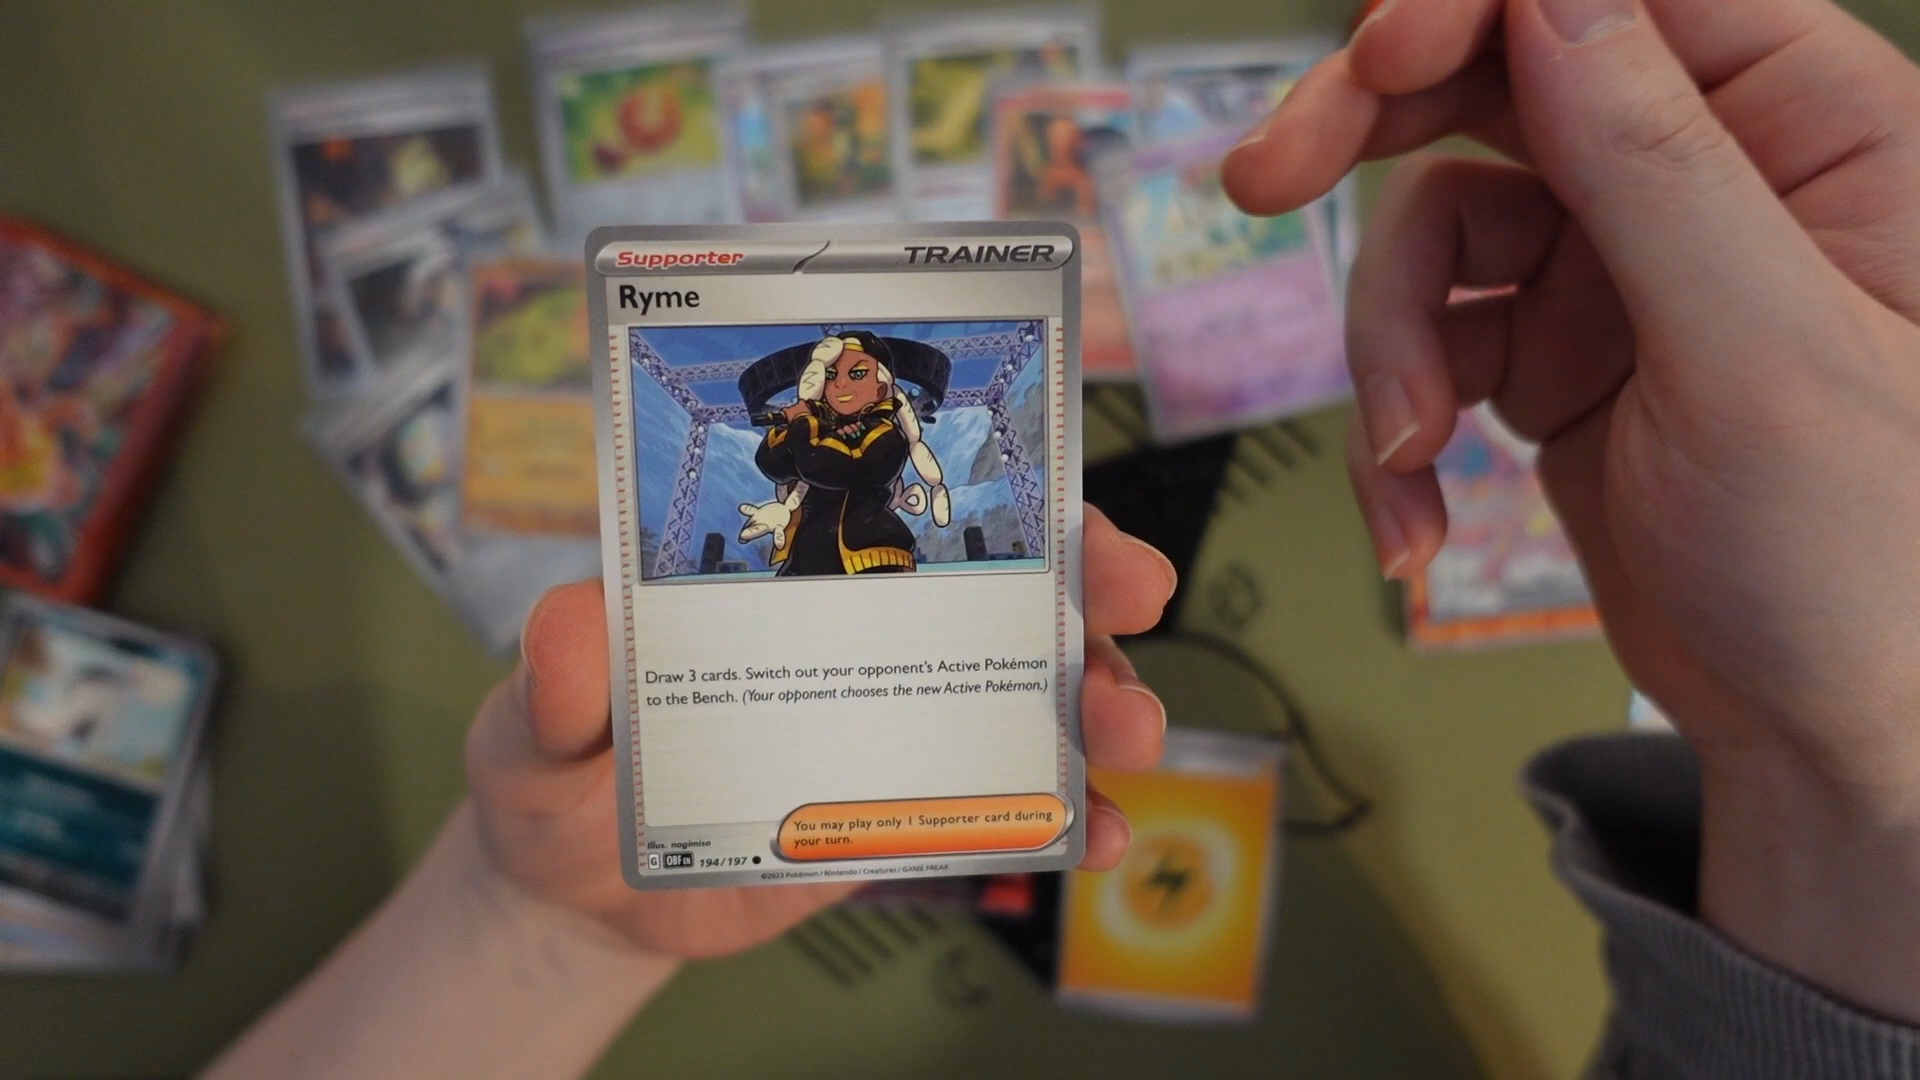 Supporter
TRAINER
Ryme
Draw 3 cards. Switch out your opponent's Active Pokémon
to the Bench. (Your opponent chooses the new Active Pokémon.)
You may play only 1 Supporter card during
your turn.
Illus. nagimiso
G OBF EN 194/197
©2023 Pokémon / Nintendo / Creatures / GAME FREAK